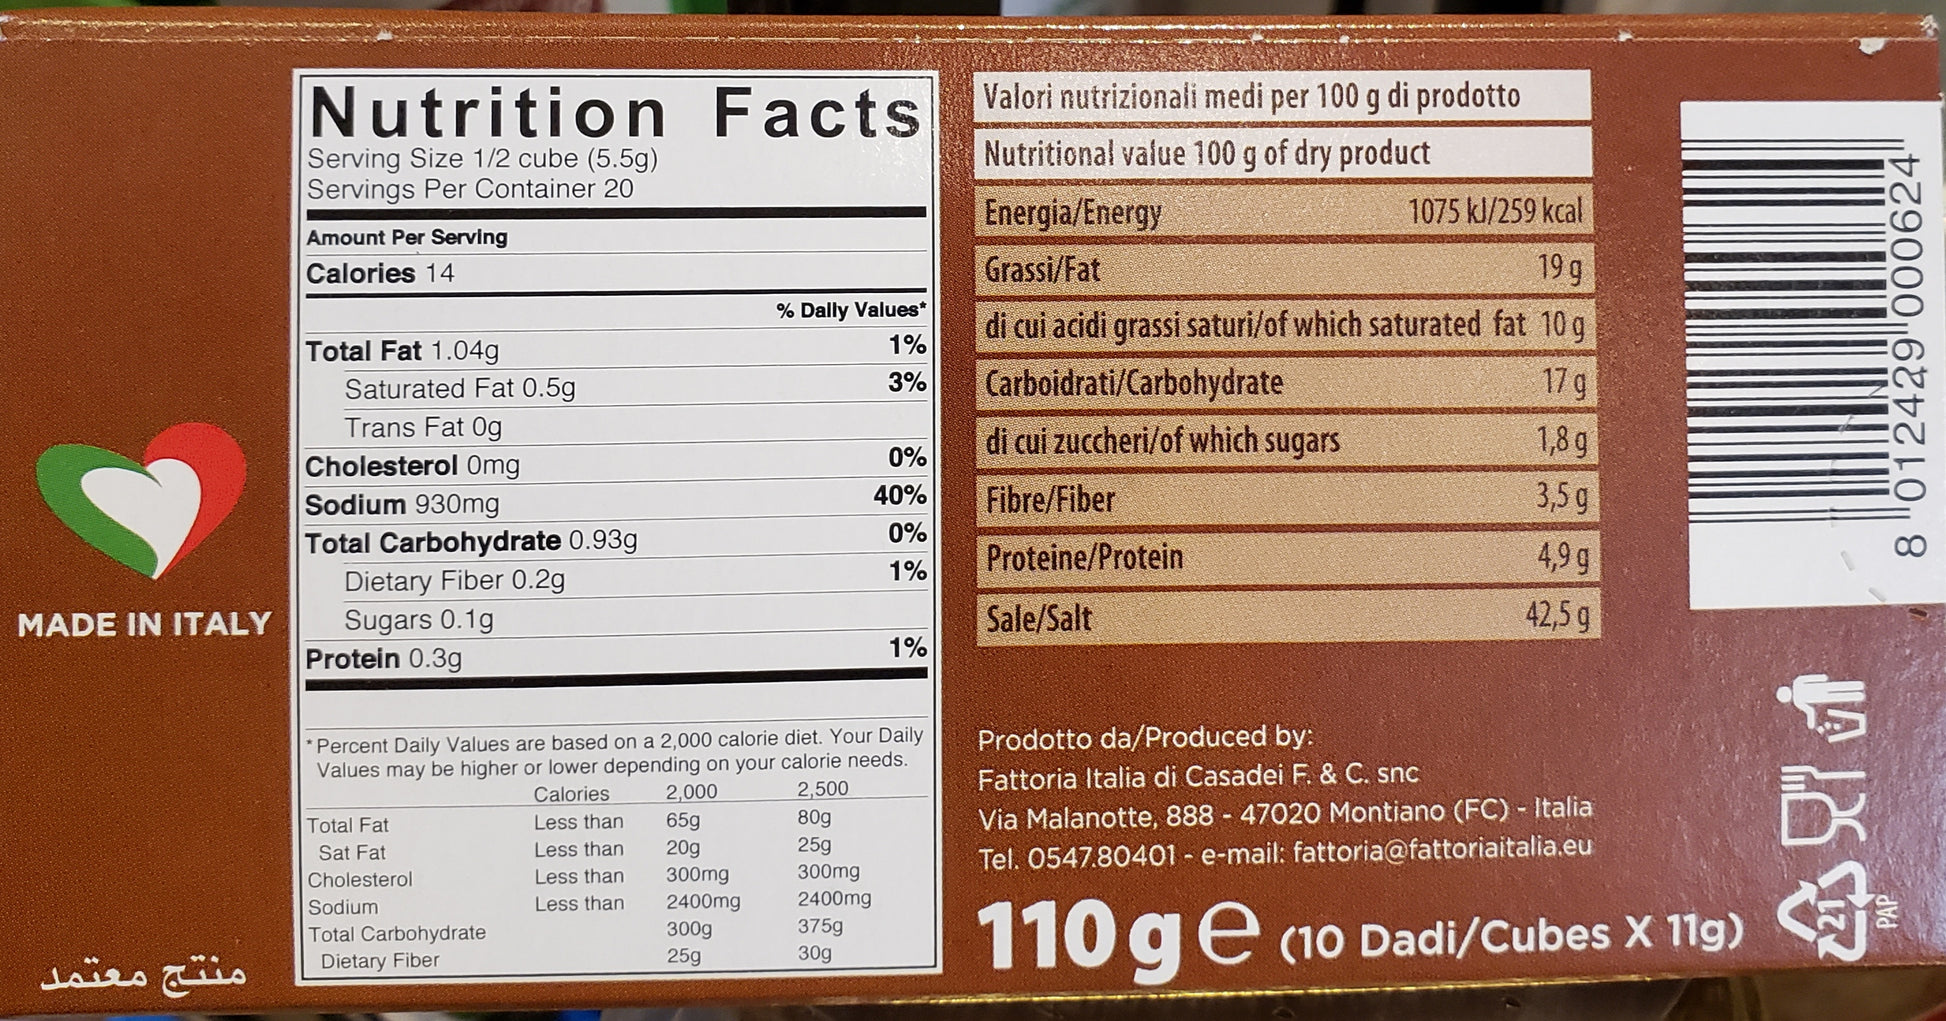 MADE IN ITALY
منتج معتمد
Nutrition Facts
Serving Size 1/2 cube (5.5g)
Servings Per Container 20
Amount Per Serving
Calories 14
% Daily Values*
Total Fat 1.04g 1%
Saturated Fat 0.5g 3%
Trans Fat 0g
Cholesterol 0mg 0%
Sodium 930mg 40%
Total Carbohydrate 0.93g 0%
Dietary Fiber 0.2g 1%
Sugars 0.1g
Protein 0.3g 1%
*Percent Daily Values are based on a 2,000 calorie diet. Your Daily
Values may be higher or lower depending on your calorie needs.
Calories 2,000 2,500
Total Fat Less than 65g 80g
Sat Fat Less than 20g 25g
Cholesterol Less than 300mg 300mg
Sodium Less than 2400mg 2400mg
Total Carbohydrate 300g 375g
Dietary Fiber 25g 30g
Valori nutrizionali medi per 100 g di prodotto
Nutritional value 100 g of dry product
Energia/Energy 1075 kJ/259 kcal
Grassi/Fat 19 g
di cui acidi grassi saturi/of which saturated fat 10 g
Carboidrati/Carbohydrate 17 g
di cui zuccheri/of which sugars 1,8 g
Fibre/Fiber 3,5 g
Proteine/Protein 4,9 g
Sale/Salt 42,5 g
Prodotto da/Produced by:
Fattoria Italia di Casadei F. & C. snc
Via Malanotte, 888 - 47020 Montiano (FC) - Italia
Tel. 0547.80401 - e-mail: fattoria@fattoriaitalia.eu
110 g e (10 Dadi/Cubes X 11g)
8 012429 000624
21
PAP